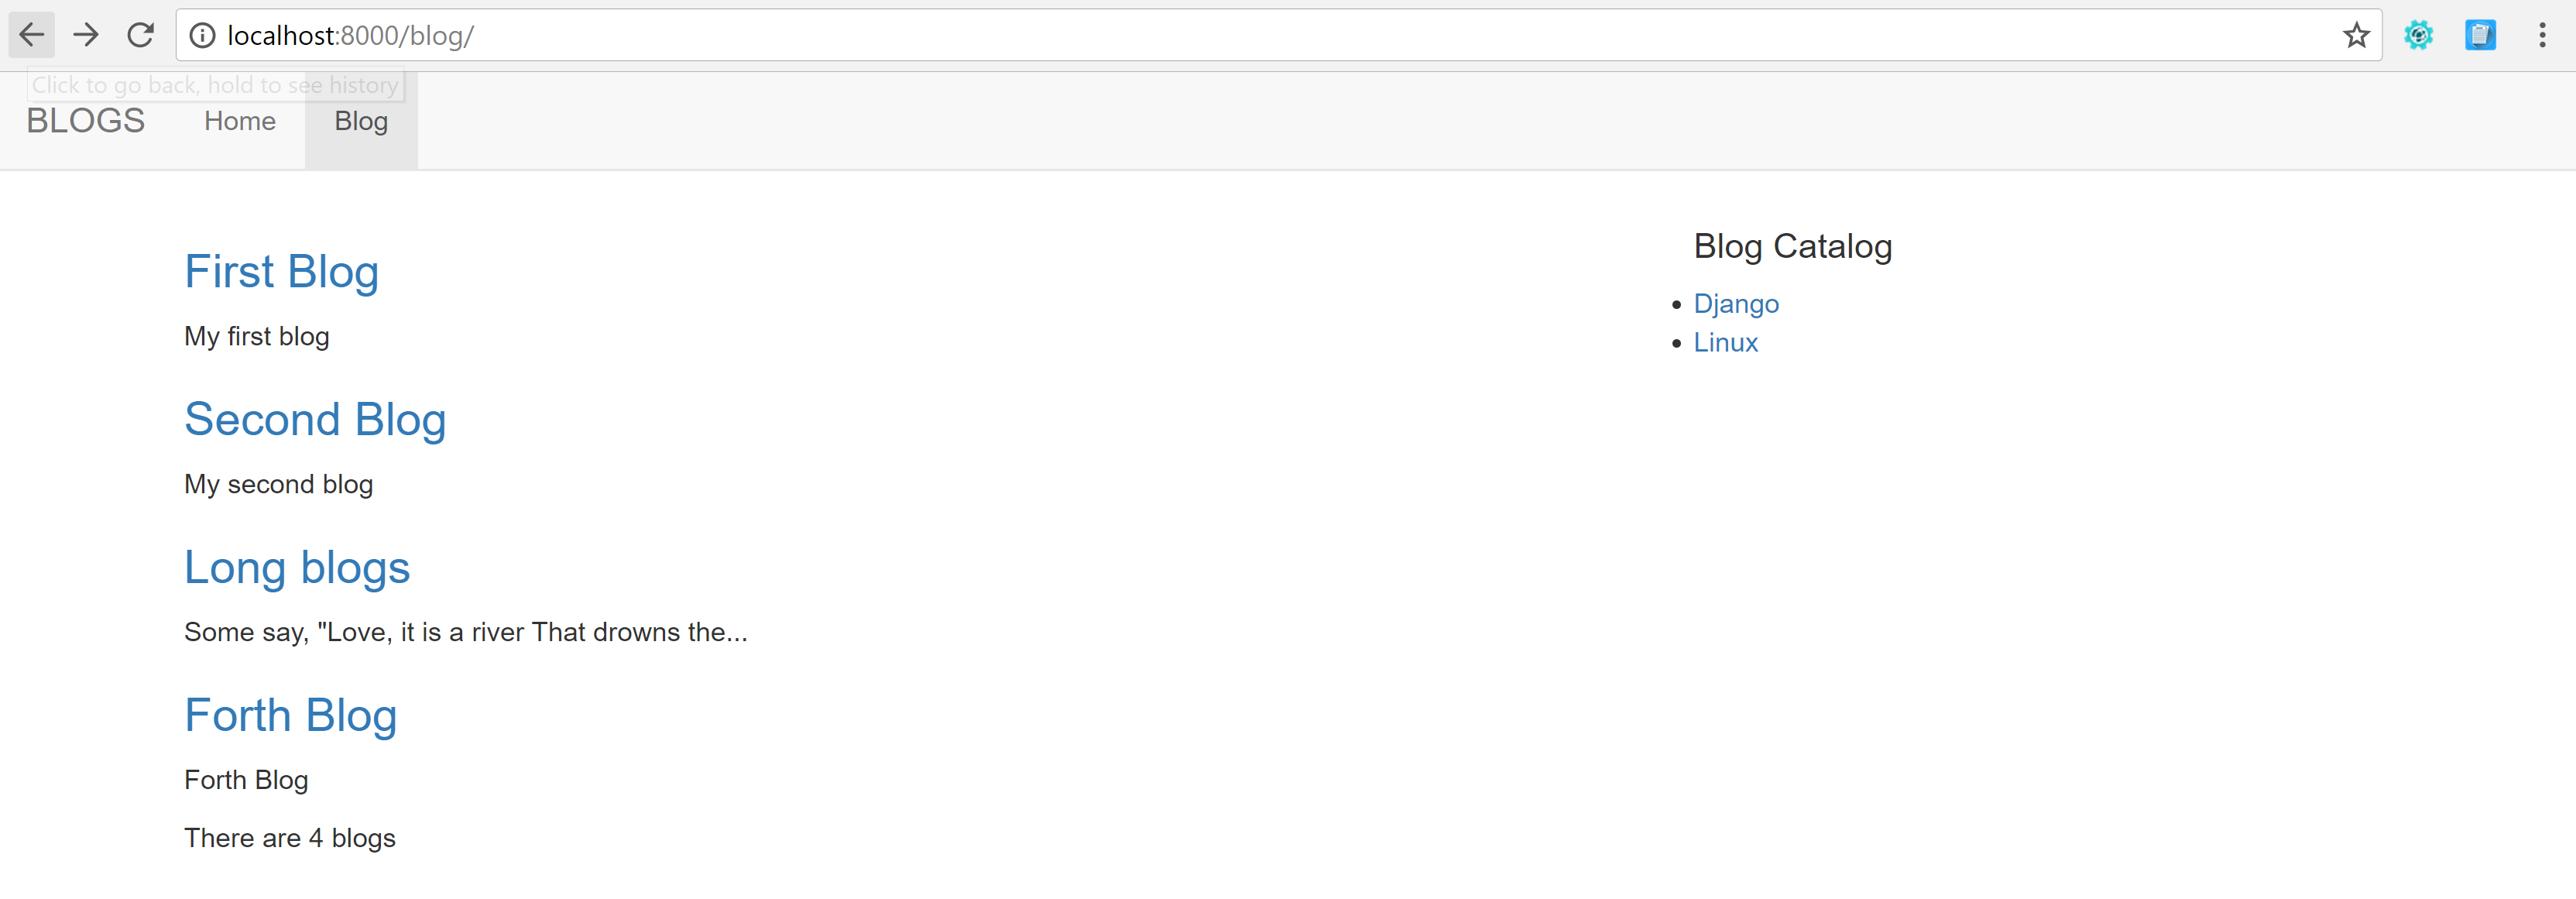 localhost:8000/blog/
Click to go back, hold to see history
BLOGS Home Blog
First Blog
My first blog
Second Blog
My second blog
Long blogs
Some say, "Love, it is a river That drowns the...
Forth Blog
Forth Blog
There are 4 blogs
Blog Catalog
Django
Linux